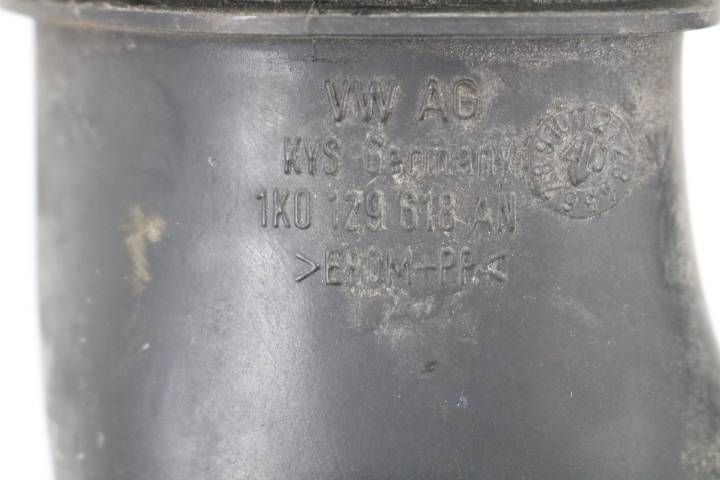 VW AG
KYS Germany
1K0 129 618 AN
>EPDM-PP<